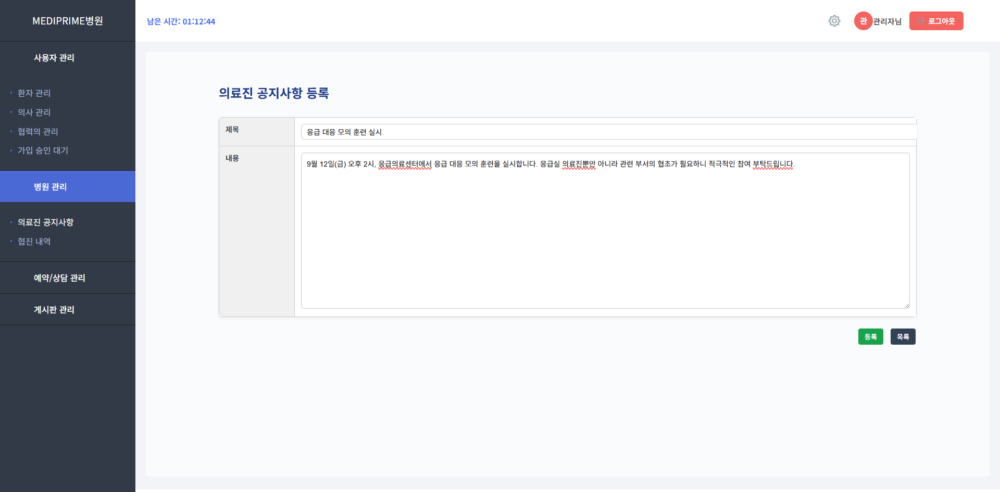 MEDIPRIME병원
남은 시간: 01:12:44
관 관리자님
로그아웃
사용자 관리
· 환자 관리
· 의사 관리
· 협력의 관리
· 가입 승인 대기
병원 관리
· 의료진 공지사항
· 협진 내역
예약/상담 관리
게시판 관리
의료진 공지사항 등록
제목
응급 대응 모의 훈련 실시
내용
9월 12일(금) 오후 2시, 응급의료센터에서 응급 대응 모의 훈련을 실시합니다. 응급실 의료진뿐만 아니라 관련 부서의 협조가 필요하니 적극적인 참여 부탁드립니다.
등록
목록